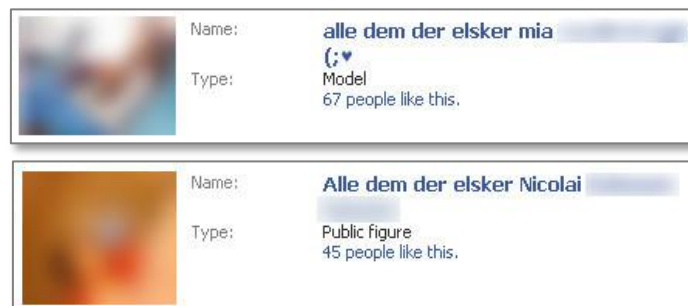 Name: alle dem der elsker mia
(;♥
Type: Model
67 people like this.
Name: Alle dem der elsker Nicolai
Type: Public figure
45 people like this.